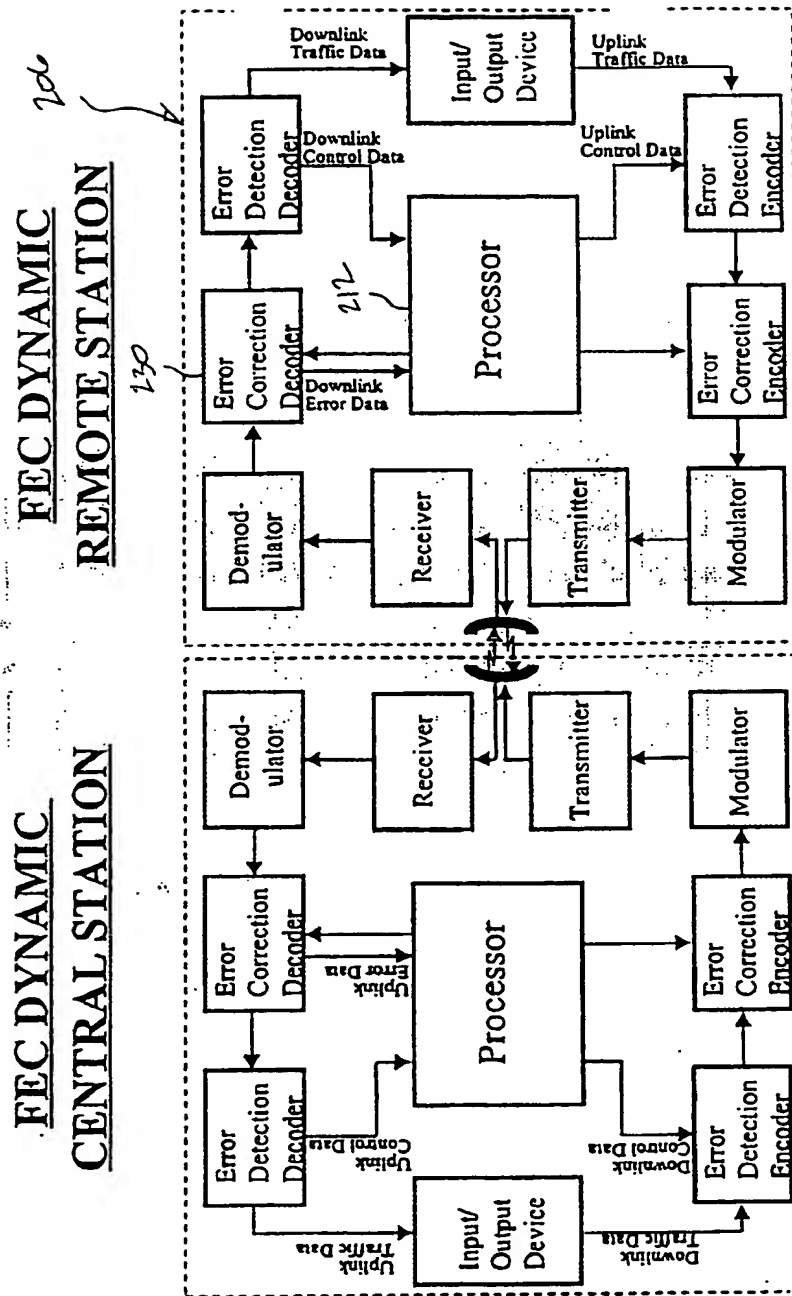 FEC DYNAMIC
CENTRAL STATION
FEC DYNAMIC
REMOTE STATION
206
Error
Detection
Decoder
Error
Correction
Decoder
Demod-
ulator
Uplink
Traffic Data
Uplink
Control Data
Uplink
Error Data
Input/
Output
Device
Processor
Receiver
Transmitter
Downlink
Traffic Data
Downlink
Control Data
Error
Detection
Encoder
Error
Correction
Encoder
Modulator
Demod-
ulator
230
Error
Correction
Decoder
Error
Detection
Decoder
Downlink
Error Data
Downlink
Control Data
Downlink
Traffic Data
Receiver
Transmitter
212
Processor
Input/
Output
Device
Uplink
Control Data
Uplink
Traffic Data
Modulator
Error
Correction
Encoder
Error
Detection
Encoder